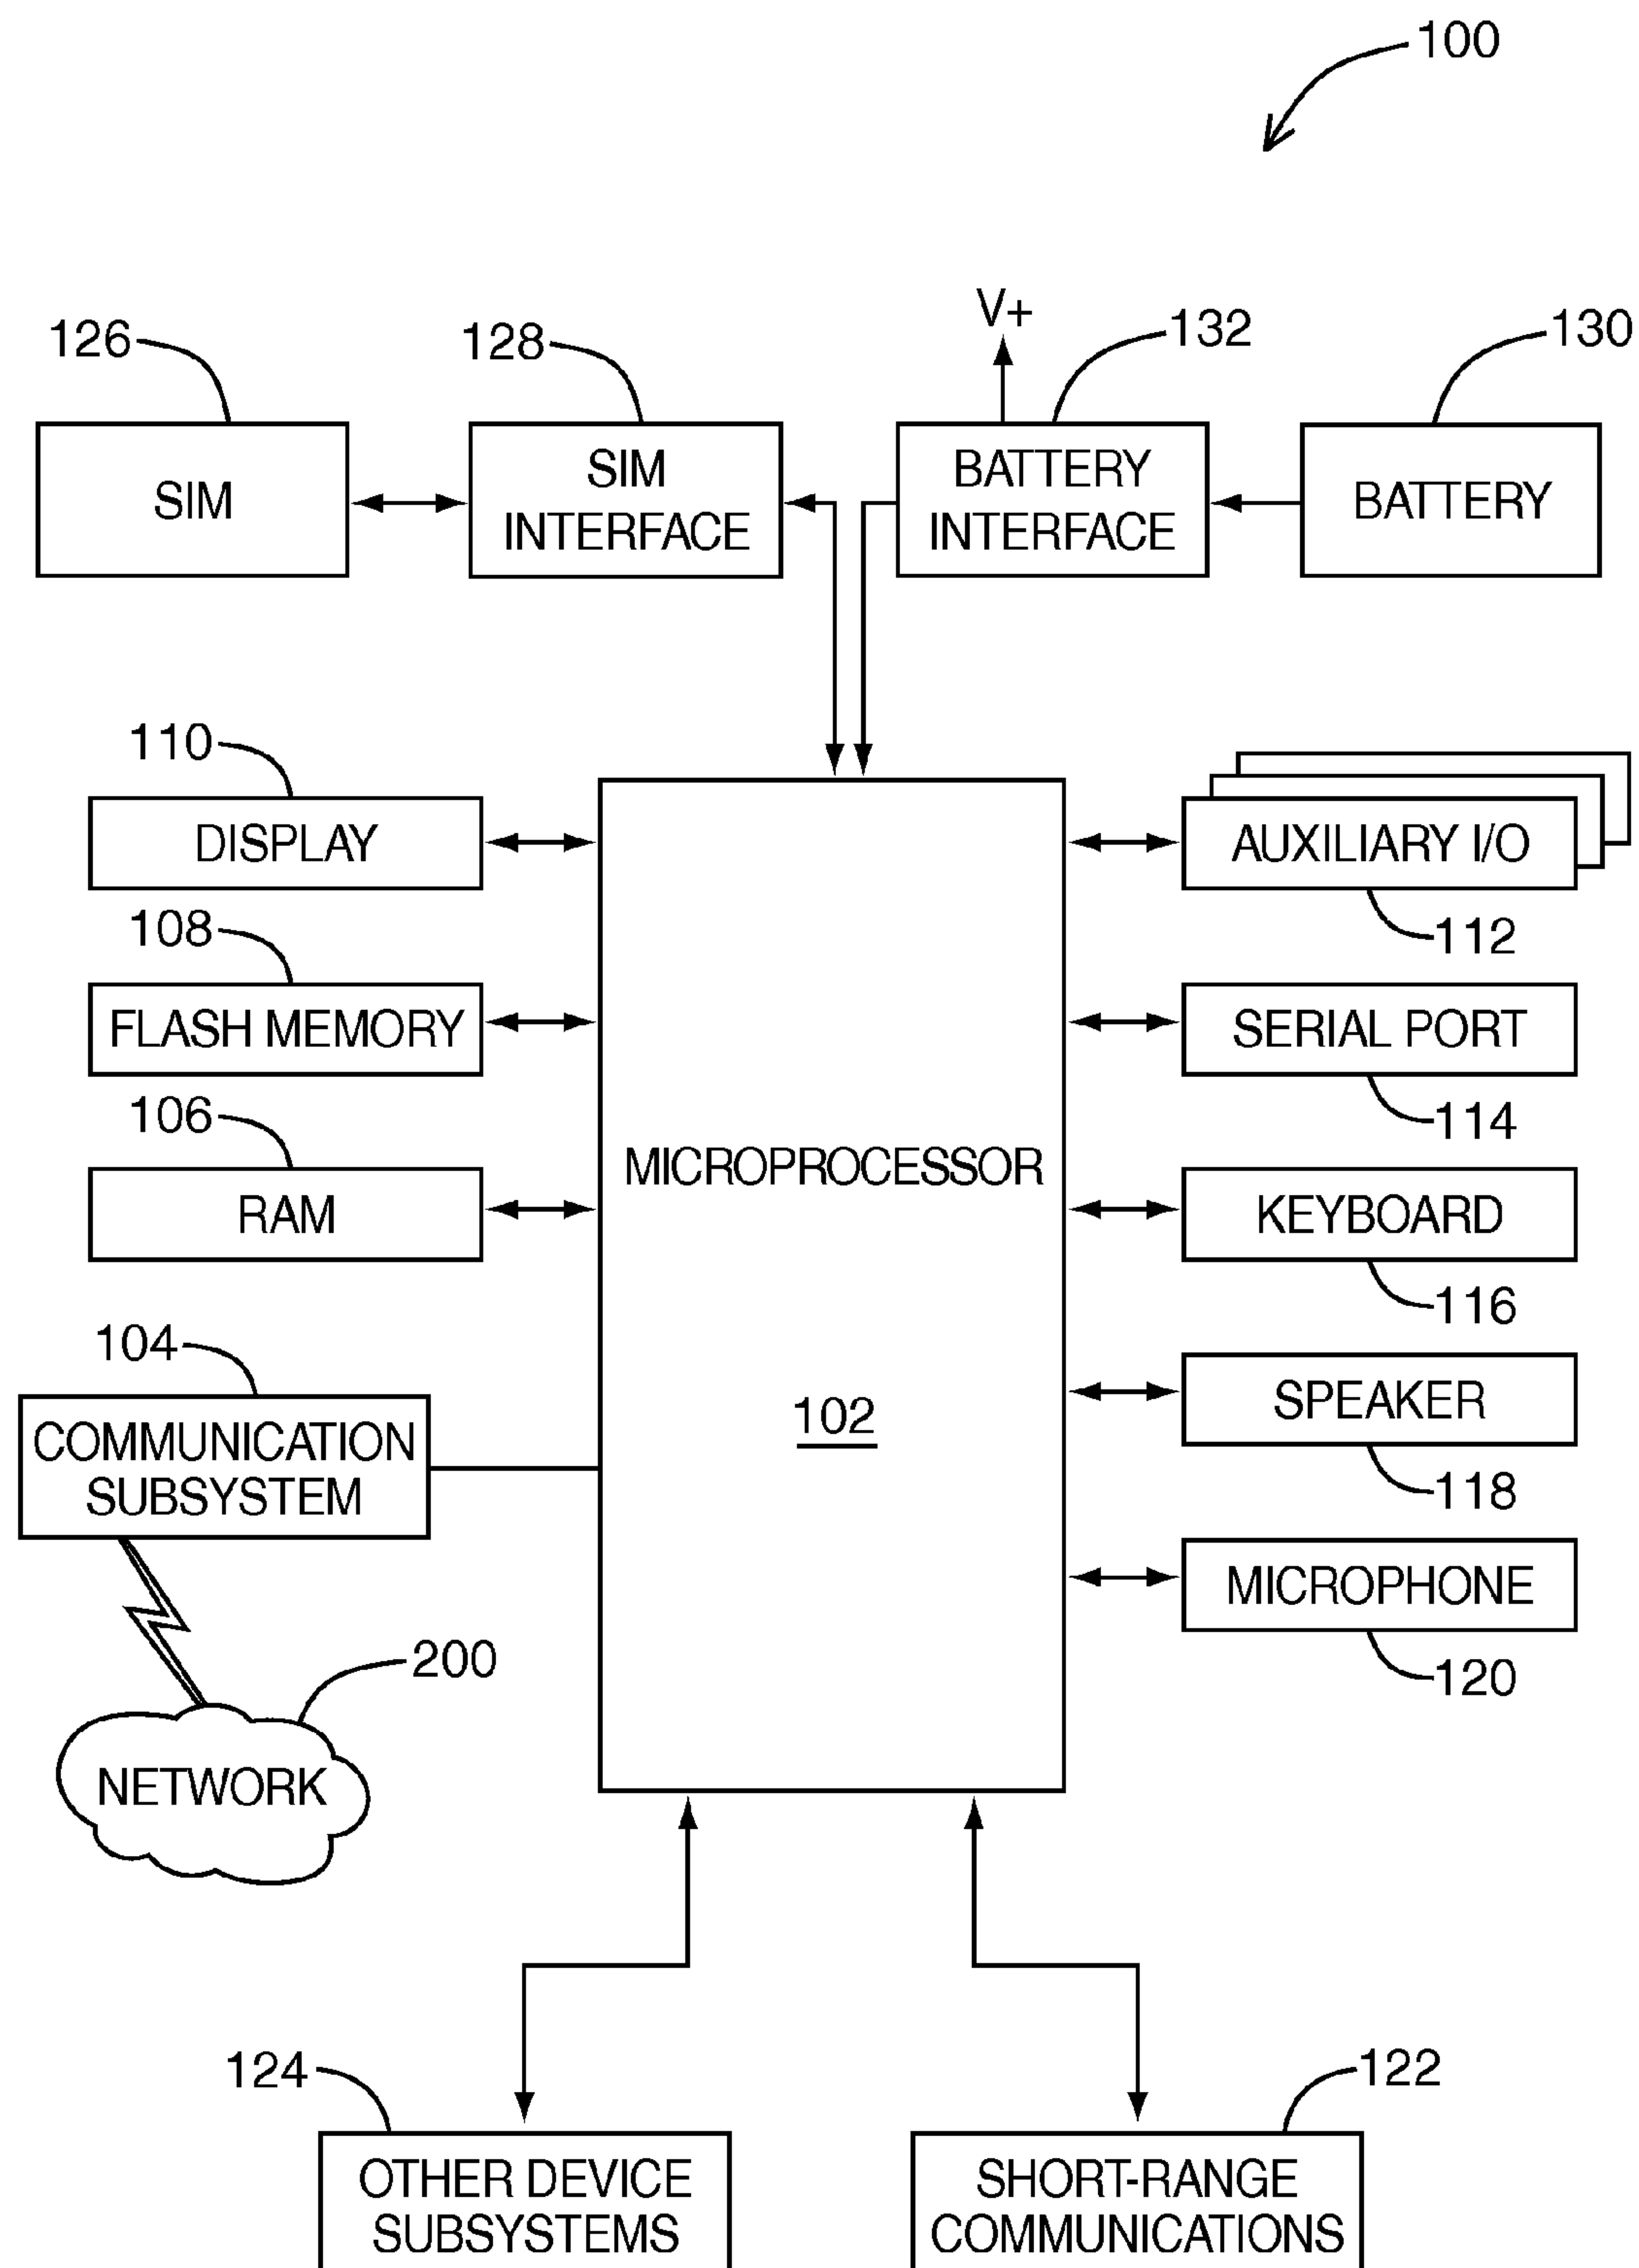 100
V+
126
128
132
130
SIM
SIM
INTERFACE
BATTERY
INTERFACE
BATTERY
110
DISPLAY
AUXILIARY I/O
112
108
FLASH MEMORY
SERIAL PORT
114
106
RAM
MICROPROCESSOR
102
KEYBOARD
116
104
COMMUNICATION
SUBSYSTEM
SPEAKER
118
MICROPHONE
120
200
NETWORK
124
OTHER DEVICE
SUBSYSTEMS
122
SHORT-RANGE
COMMUNICATIONS